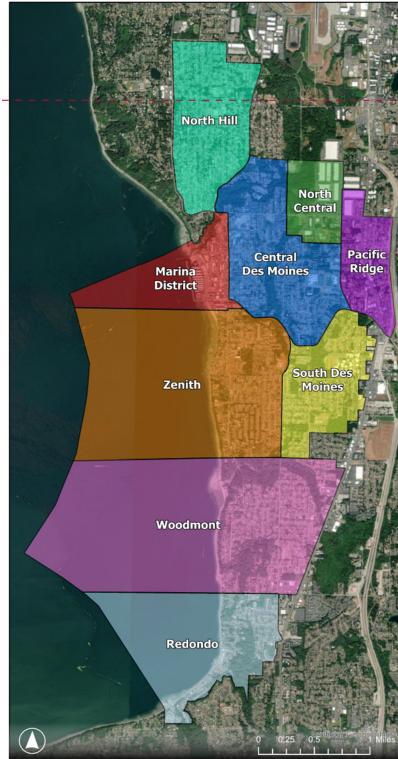 North Hill
North
Central
Central
Des Moines
Pacific
Ridge
Marina
District
South Des
Moines
Zenith
Woodmont
Redondo
0 0.25 0.5 1 Miles